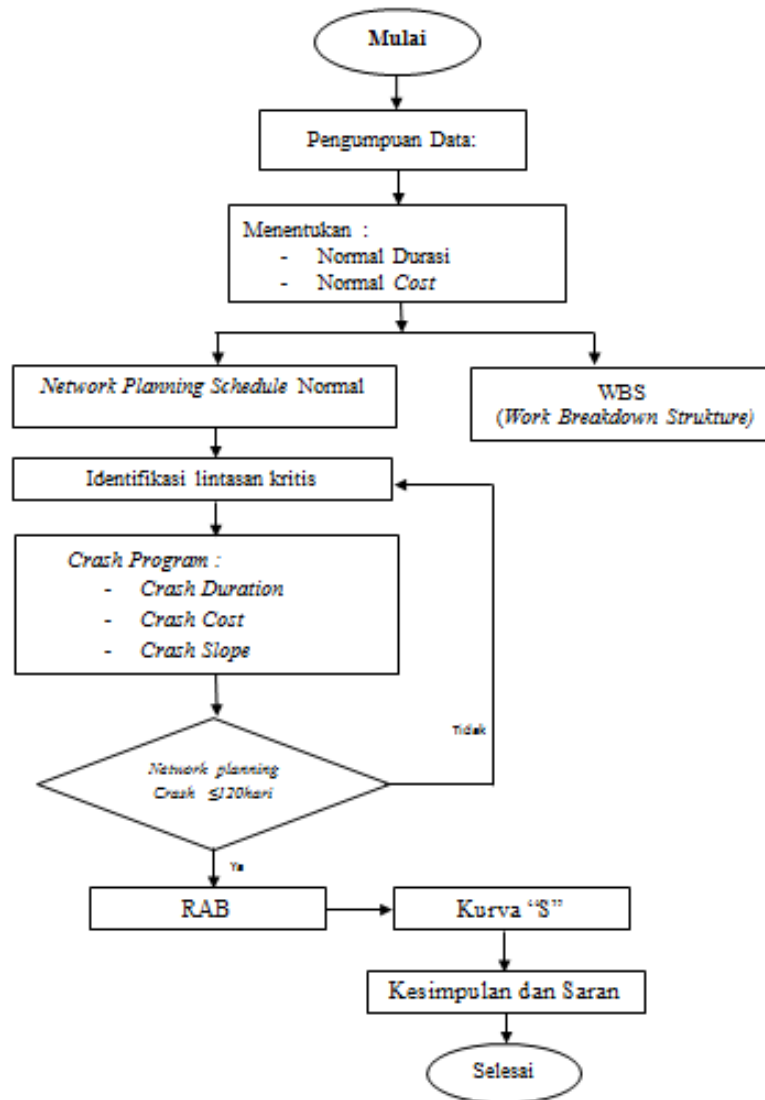 Mulai
Pengumpuan Data:
Menentukan :
- Normal Durasi
- Normal Cost
Network Planning Schedule Normal
WBS
(Work Breakdown Strukture)
Identifikasi lintasan kritis
Crash Program :
- Crash Duration
- Crash Cost
- Crash Slope
Tidak
Network planning
Crash ≤120hari
Ya
RAB
Kurva “S”
Kesimpulan dan Saran
Selesai